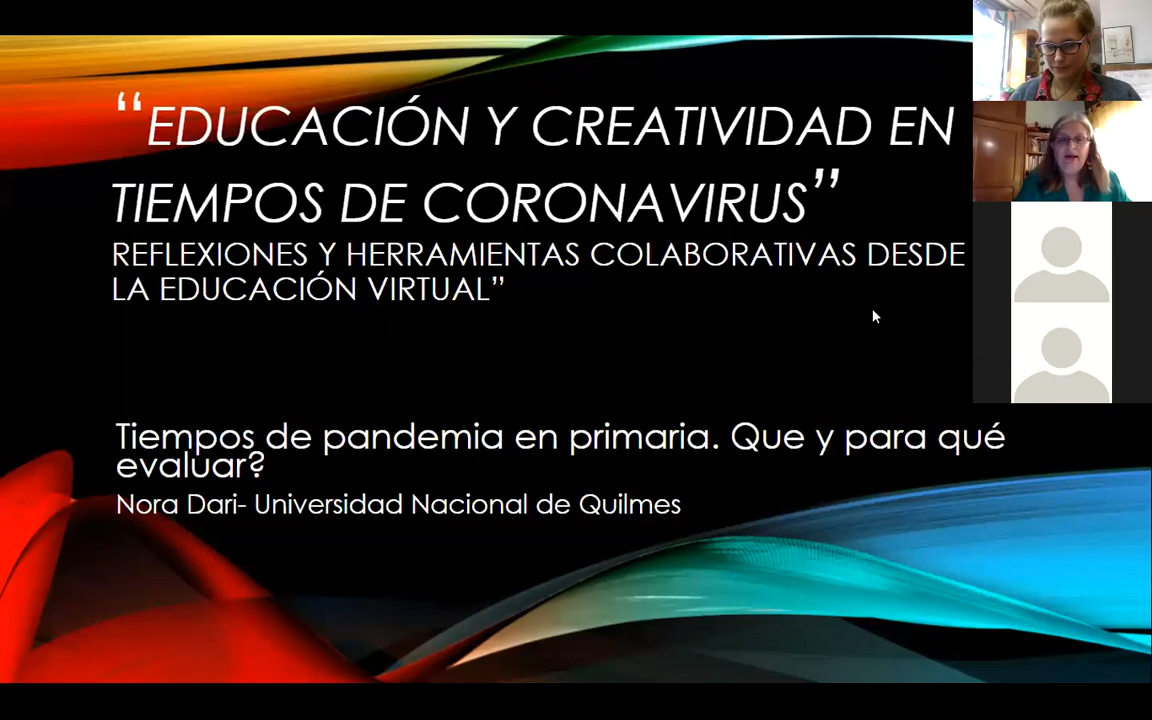 “EDUCACIÓN Y CREATIVIDAD EN
TIEMPOS DE CORONAVIRUS”
REFLEXIONES Y HERRAMIENTAS COLABORATIVAS DESDE
LA EDUCACIÓN VIRTUAL”
Tiempos de pandemia en primaria. Que y para qué
evaluar?
Nora Dari- Universidad Nacional de Quilmes